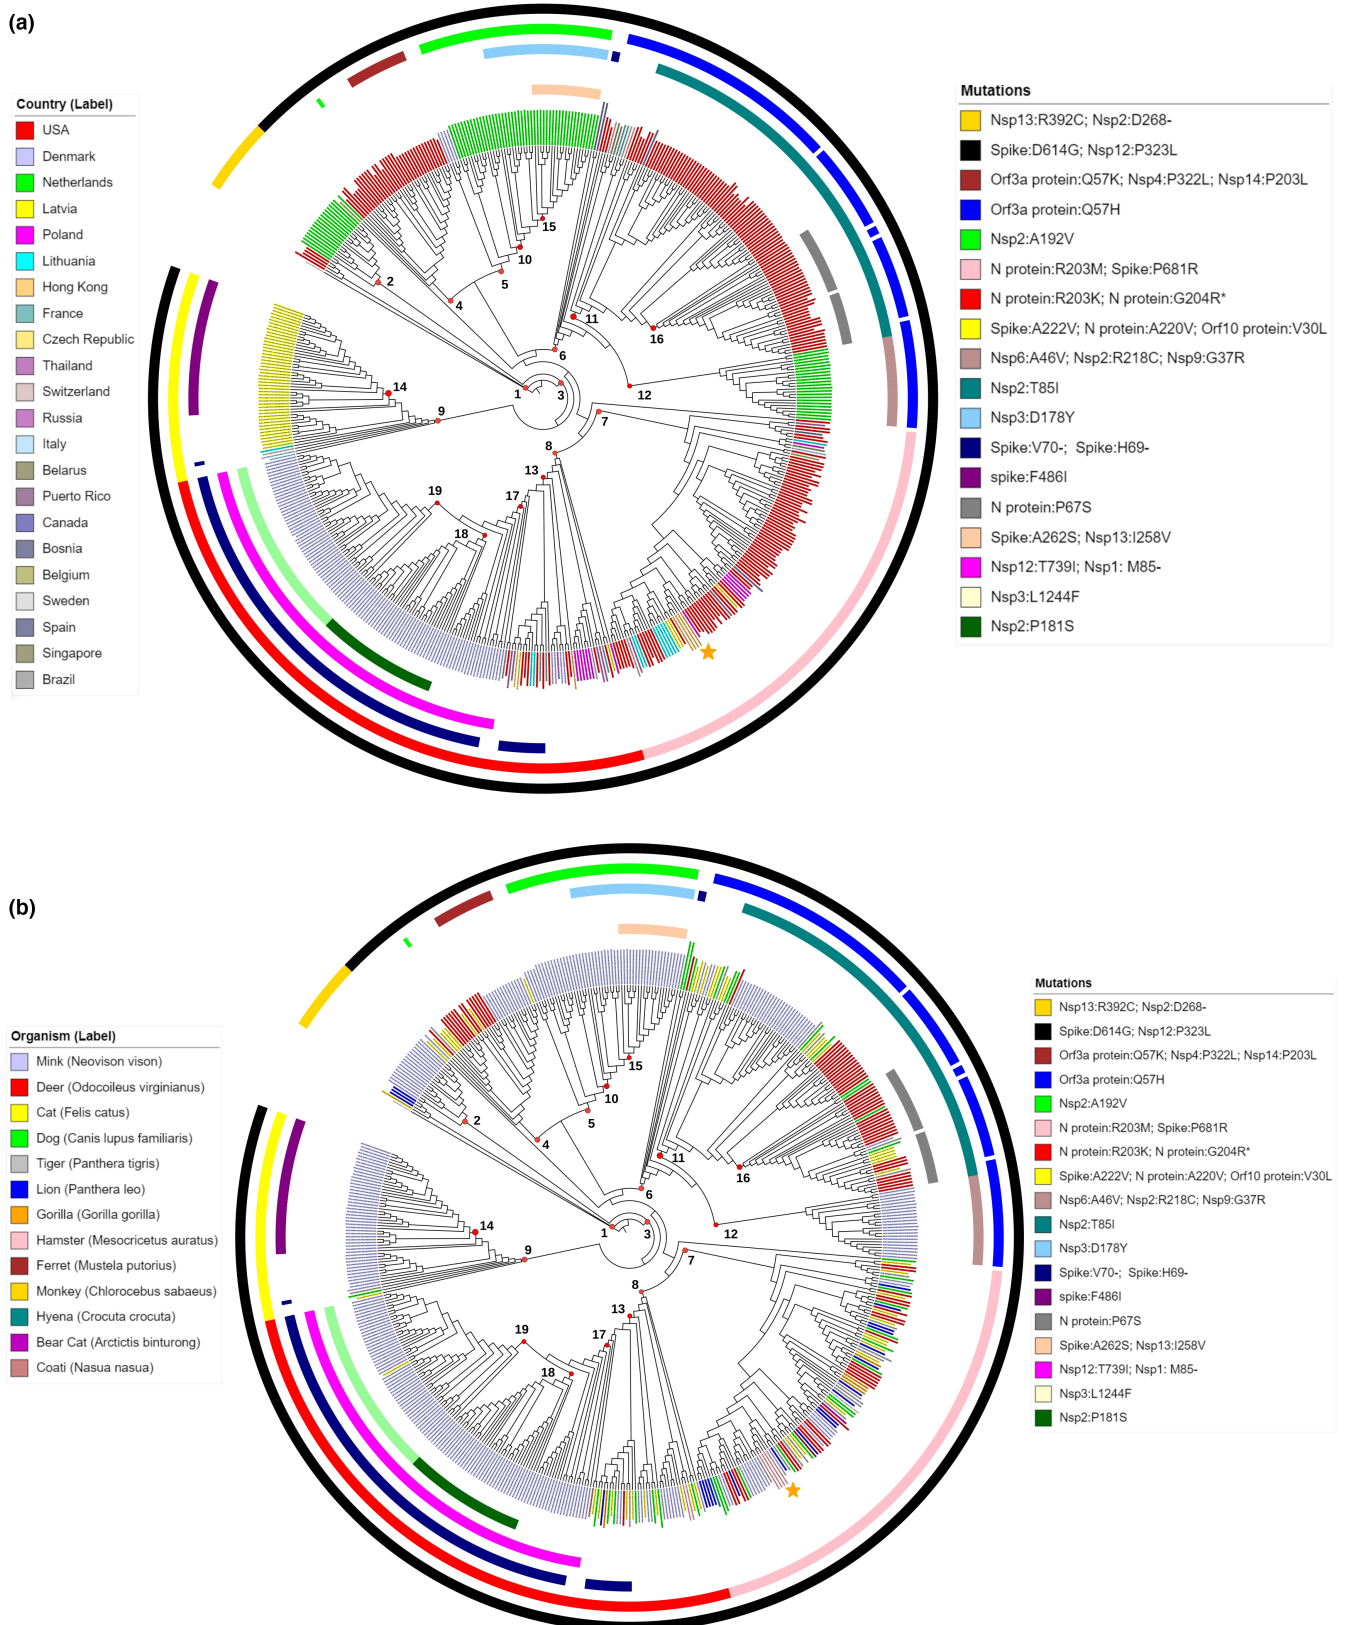 (a)
Country (Label)
USA
Denmark
Netherlands
Latvia
Poland
Lithuania
Hong Kong
France
Czech Republic
Thailand
Switzerland
Russia
Italy
Belarus
Puerto Rico
Canada
Bosnia
Belgium
Sweden
Spain
Singapore
Brazil
1
2
3
4
5
6
7
8
9
10
11
12
13
14
15
16
17
18
19
Mutations
Nsp13:R392C; Nsp2:D268-
Spike:D614G; Nsp12:P323L
Orf3a protein:Q57K; Nsp4:P322L; Nsp14:P203L
Orf3a protein:Q57H
Nsp2:A192V
N protein:R203M; Spike:P681R
N protein:R203K; N protein:G204R*
Spike:A222V; N protein:A220V; Orf10 protein:V30L
Nsp6:A46V; Nsp2:R218C; Nsp9:G37R
Nsp2:T85I
Nsp3:D178Y
Spike:V70-; Spike:H69-
spike:F486I
N protein:P67S
Spike:A262S; Nsp13:I258V
Nsp12:T739I; Nsp1: M85-
Nsp3:L1244F
Nsp2:P181S
(b)
Organism (Label)
Mink (Neovison vison)
Deer (Odocoileus virginianus)
Cat (Felis catus)
Dog (Canis lupus familiaris)
Tiger (Panthera tigris)
Lion (Panthera leo)
Gorilla (Gorilla gorilla)
Hamster (Mesocricetus auratus)
Ferret (Mustela putorius)
Monkey (Chlorocebus sabaeus)
Hyena (Crocuta crocuta)
Bear Cat (Arctictis binturong)
Coati (Nasua nasua)
1
2
3
4
5
6
7
8
9
10
11
12
13
14
15
16
17
18
19
Mutations
Nsp13:R392C; Nsp2:D268-
Spike:D614G; Nsp12:P323L
Orf3a protein:Q57K; Nsp4:P322L; Nsp14:P203L
Orf3a protein:Q57H
Nsp2:A192V
N protein:R203M; Spike:P681R
N protein:R203K; N protein:G204R*
Spike:A222V; N protein:A220V; Orf10 protein:V30L
Nsp6:A46V; Nsp2:R218C; Nsp9:G37R
Nsp2:T85I
Nsp3:D178Y
Spike:V70-; Spike:H69-
spike:F486I
N protein:P67S
Spike:A262S; Nsp13:I258V
Nsp12:T739I; Nsp1: M85-
Nsp3:L1244F
Nsp2:P181S